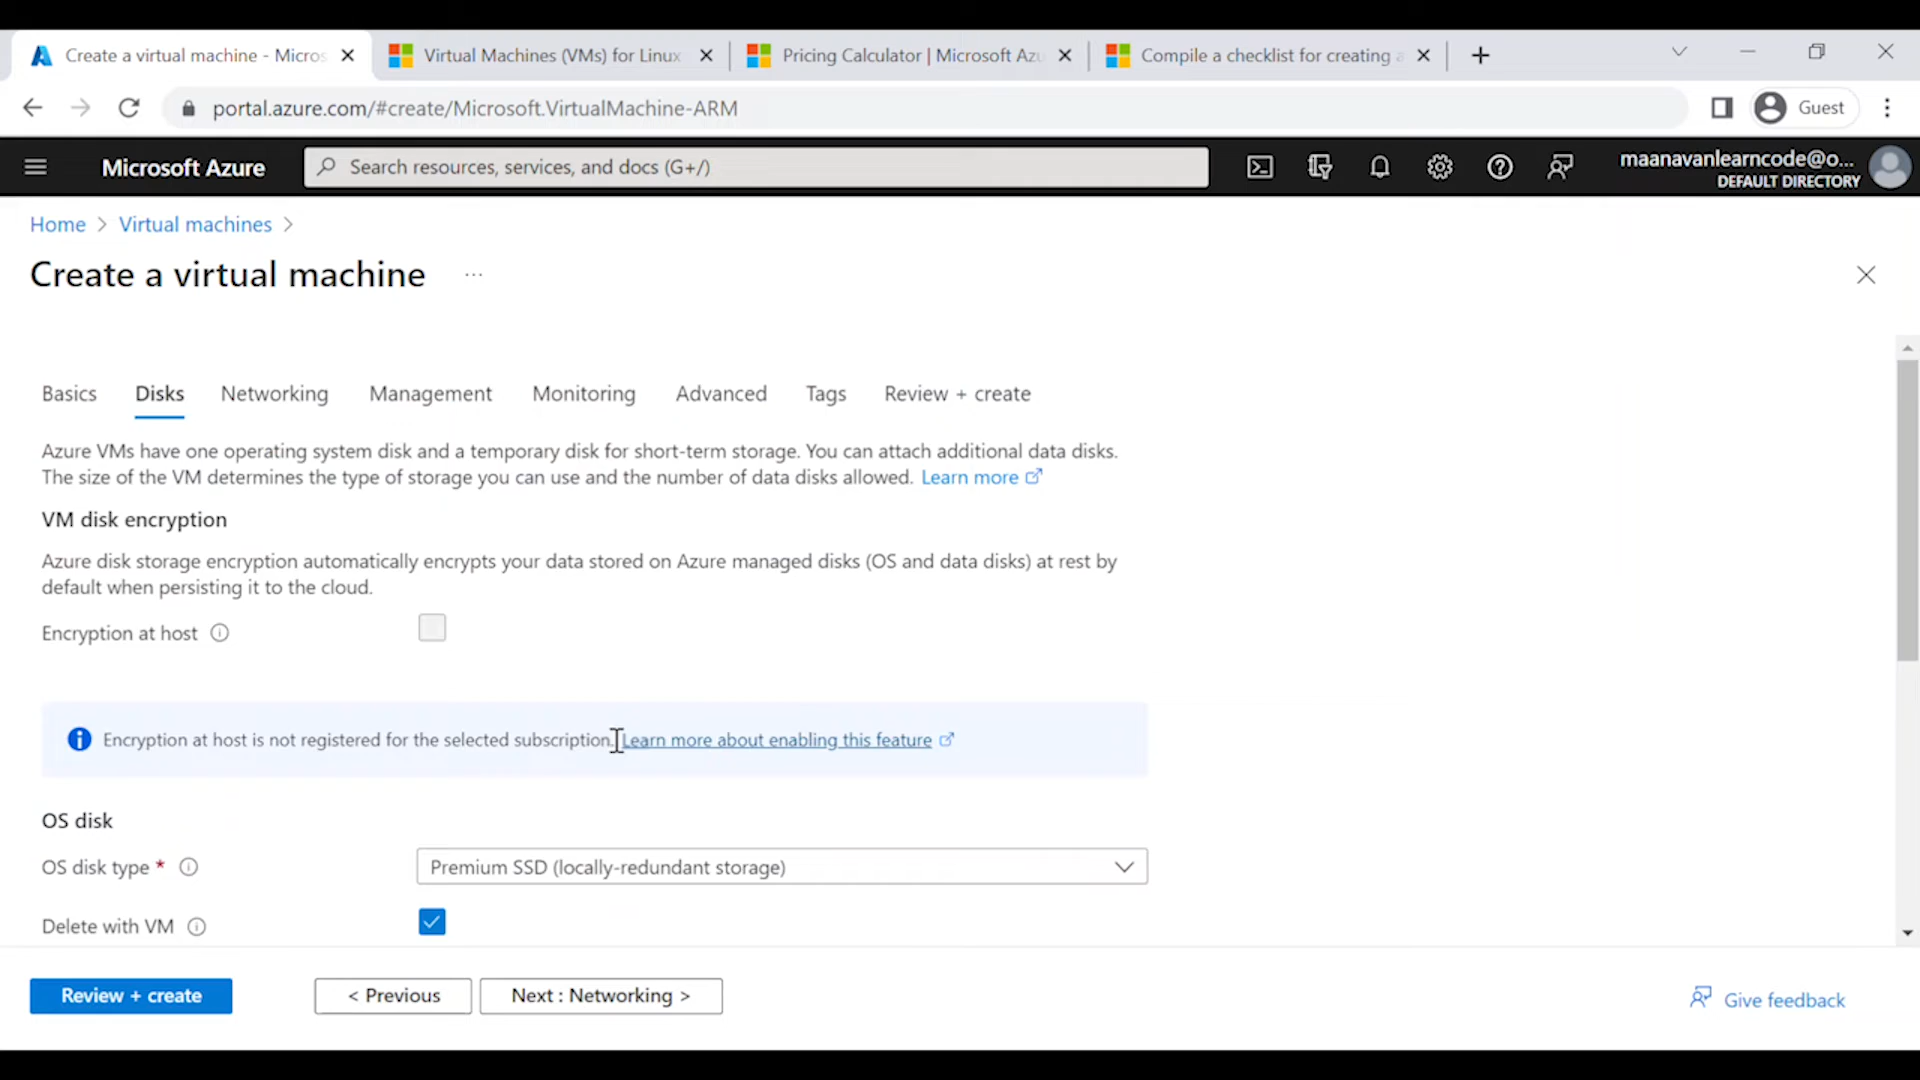 Create a virtual machine - Micros
Virtual Machines (VMs) for Linux
Pricing Calculator | Microsoft Azu
Compile a checklist for creating a
portal.azure.com/#create/Microsoft.VirtualMachine-ARM
Guest
Microsoft Azure
Search resources, services, and docs (G+/)
maanavanlearncode@o...
DEFAULT DIRECTORY
Home > Virtual machines >
Create a virtual machine ...
Basics Disks Networking Management Monitoring Advanced Tags Review + create
Azure VMs have one operating system disk and a temporary disk for short-term storage. You can attach additional data disks.
The size of the VM determines the type of storage you can use and the number of data disks allowed. Learn more
VM disk encryption
Azure disk storage encryption automatically encrypts your data stored on Azure managed disks (OS and data disks) at rest by
default when persisting it to the cloud.
Encryption at host
Encryption at host is not registered for the selected subscription. Learn more about enabling this feature
OS disk
OS disk type *
Premium SSD (locally-redundant storage)
Delete with VM
Review + create
< Previous
Next : Networking >
Give feedback